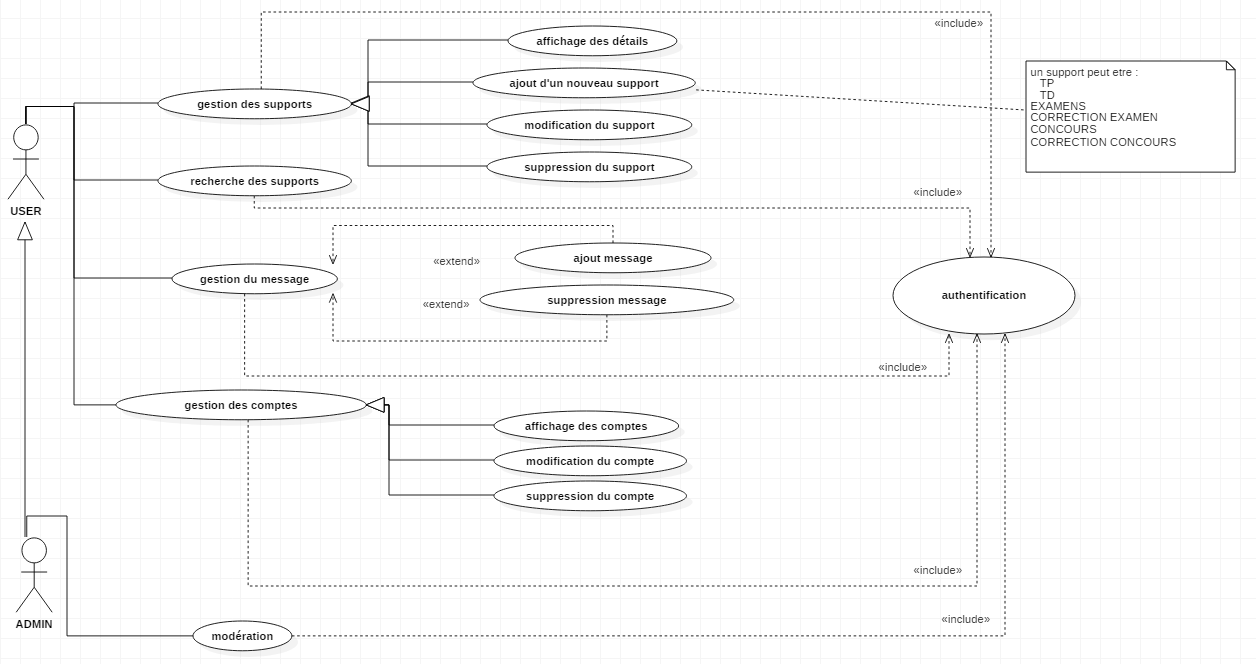 «include»
affichage des détails
ajout d'un nouveau support
gestion des supports
modification du support
suppression du support
un support peut etre :
TP
TD
EXAMENS
CORRECTION EXAMEN
CONCOURS
CORRECTION CONCOURS
recherche des supports
«include»
USER
«extend»
ajout message
gestion du message
«extend»
suppression message
authentification
«include»
gestion des comptes
affichage des comptes
modification du compte
suppression du compte
«include»
ADMIN
modération
«include»